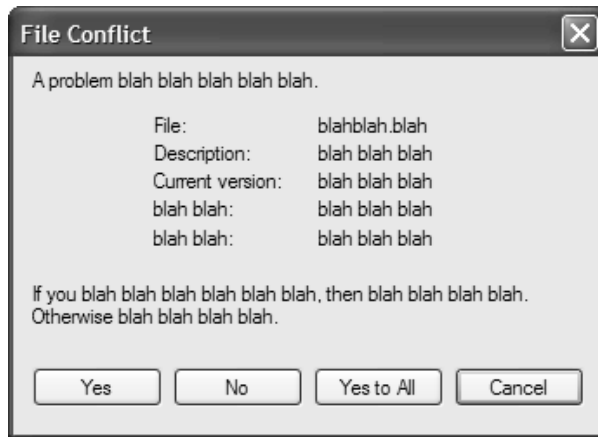 File Conflict
A problem blah blah blah blah blah.
File: blahblah.blah
Description: blah blah blah
Current version: blah blah blah
blah blah: blah blah blah
blah blah: blah blah blah
If you blah blah blah blah blah blah, then blah blah blah blah.
Otherwise blah blah blah blah.
Yes No Yes to All Cancel